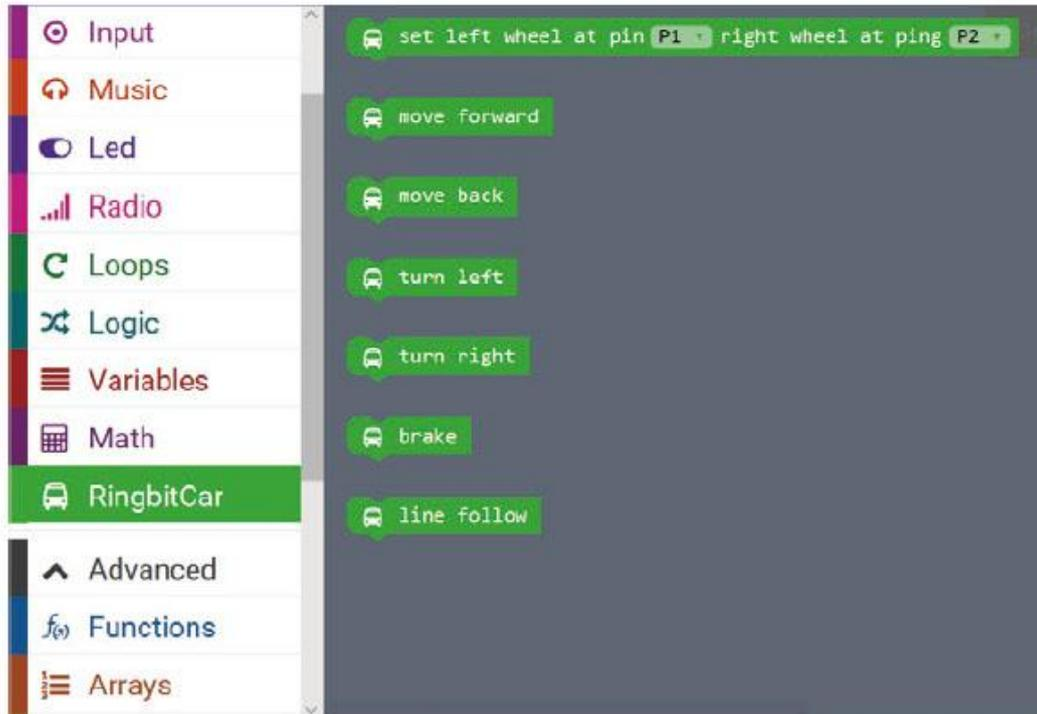 Input
Music
Led
Radio
Loops
Logic
Variables
Math
RingbitCar
Advanced
Functions
Arrays
set left wheel at pin P1 right wheel at ping P2
move forward
move back
turn left
turn right
brake
line follow